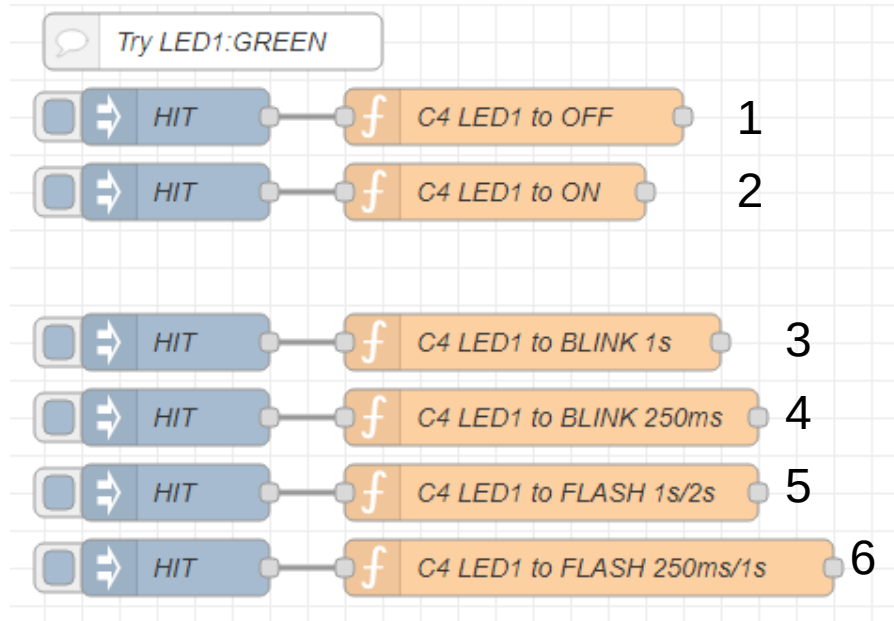 Try LED1:GREEN
HIT C4 LED1 to OFF 1
HIT C4 LED1 to ON 2
HIT C4 LED1 to BLINK 1s 3
HIT C4 LED1 to BLINK 250ms 4
HIT C4 LED1 to FLASH 1s/2s 5
HIT C4 LED1 to FLASH 250ms/1s 6